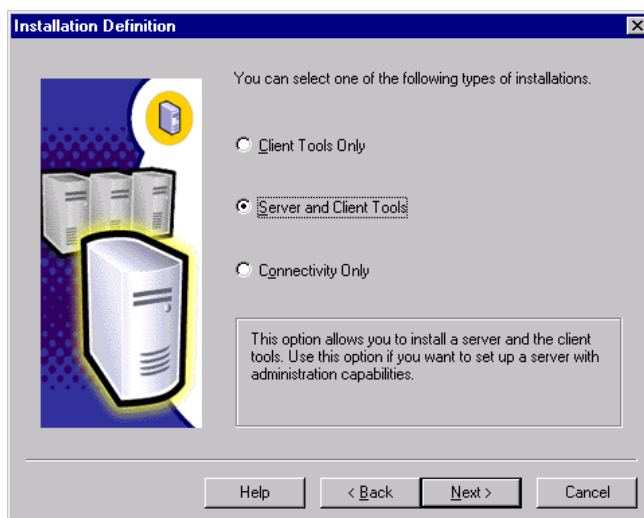 Installation Definition
You can select one of the following types of installations.
Client Tools Only
Server and Client Tools
Connectivity Only
This option allows you to install a server and the client
tools. Use this option if you want to set up a server with
administration capabilities.
Help
< Back
Next >
Cancel